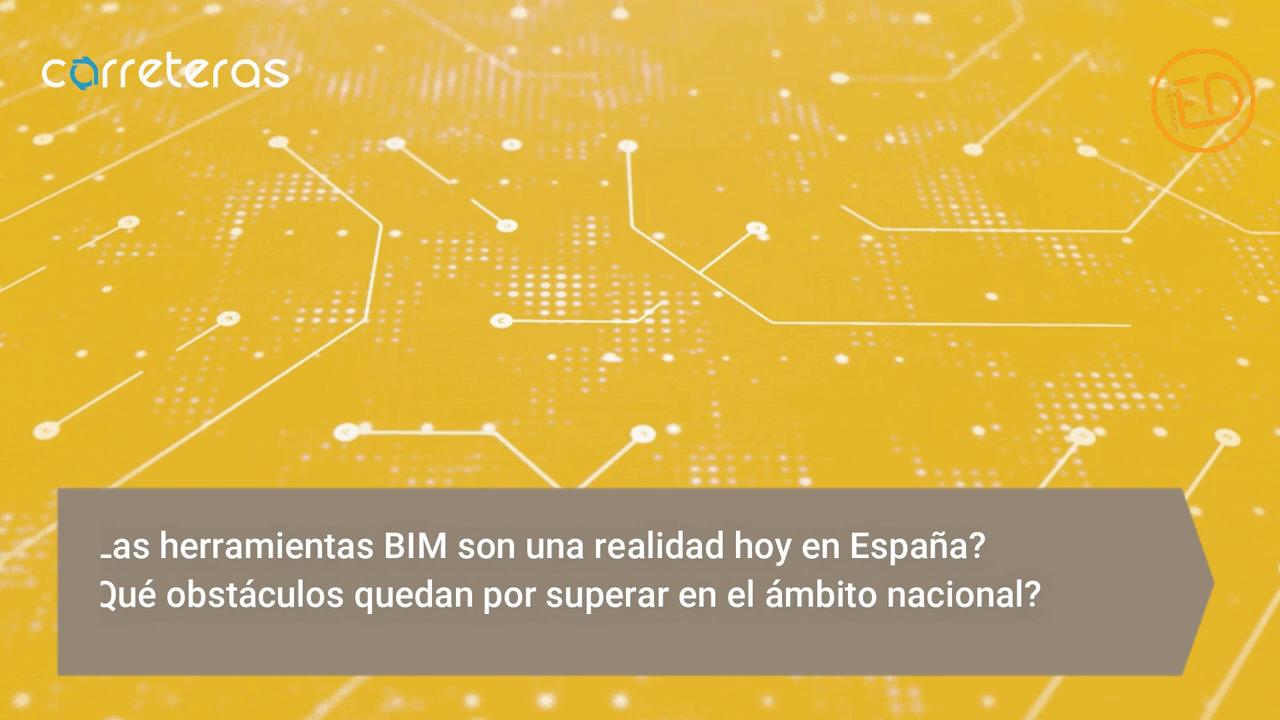 carreteras
ED
Las herramientas BIM son una realidad hoy en España?
Qué obstáculos quedan por superar en el ámbito nacional?